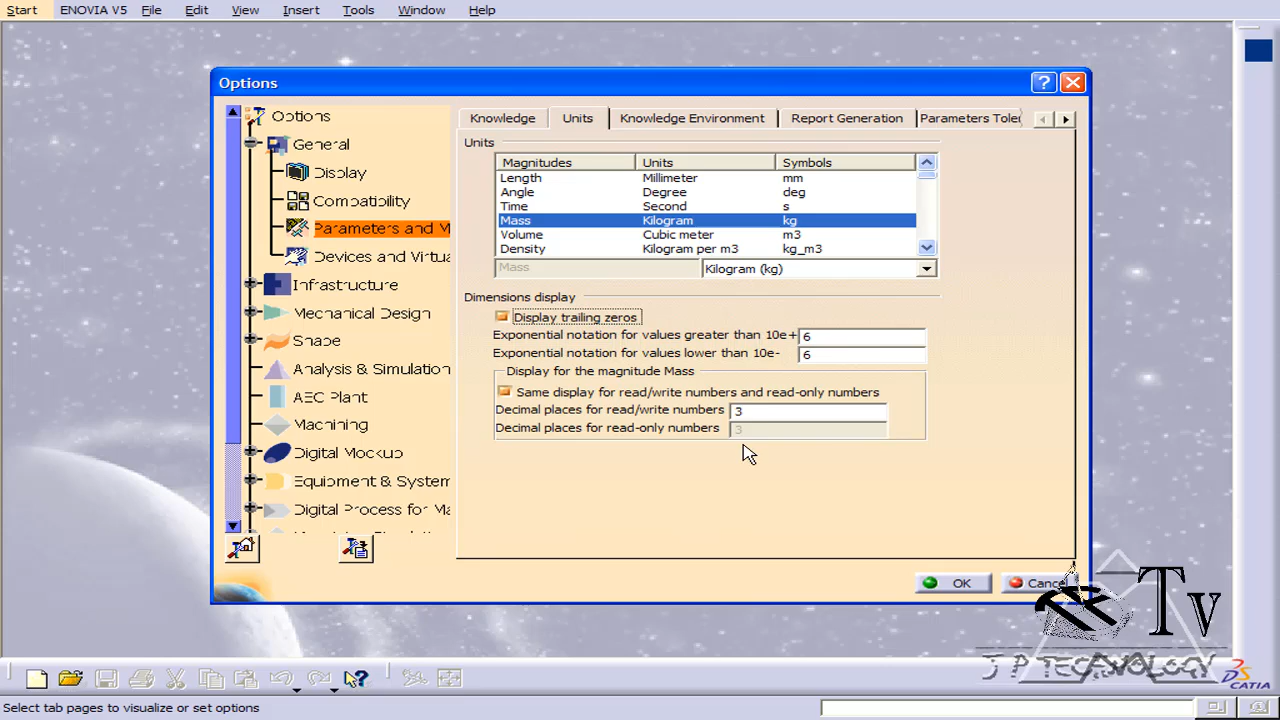 Start ENOVIA V5 File Edit View Insert Tools Window Help
Options
Options
General
Display
Compatibility
Parameters and M
Devices and Virtua
Infrastructure
Mechanical Design
Shape
Analysis & Simulation
AEC Plant
Machining
Digital Mockup
Equipment & System
Digital Process for Ma
Knowledge Units Knowledge Environment Report Generation Parameters Toler
Units
Magnitudes Units Symbols
Length Millimeter mm
Angle Degree deg
Time Second s
Mass Kilogram kg
Volume Cubic meter m3
Density Kilogram per m3 kg_m3
Mass Kilogram (kg)
Dimensions display
Display trailing zeros
Exponential notation for values greater than 10e+ 6
Exponential notation for values lower than 10e- 6
Display for the magnitude Mass
Same display for read/write numbers and read-only numbers
Decimal places for read/write numbers 3
Decimal places for read-only numbers 3
OK Cancel
Tv
J P TECHNOLOGY
CATIA
Select tab pages to visualize or set options